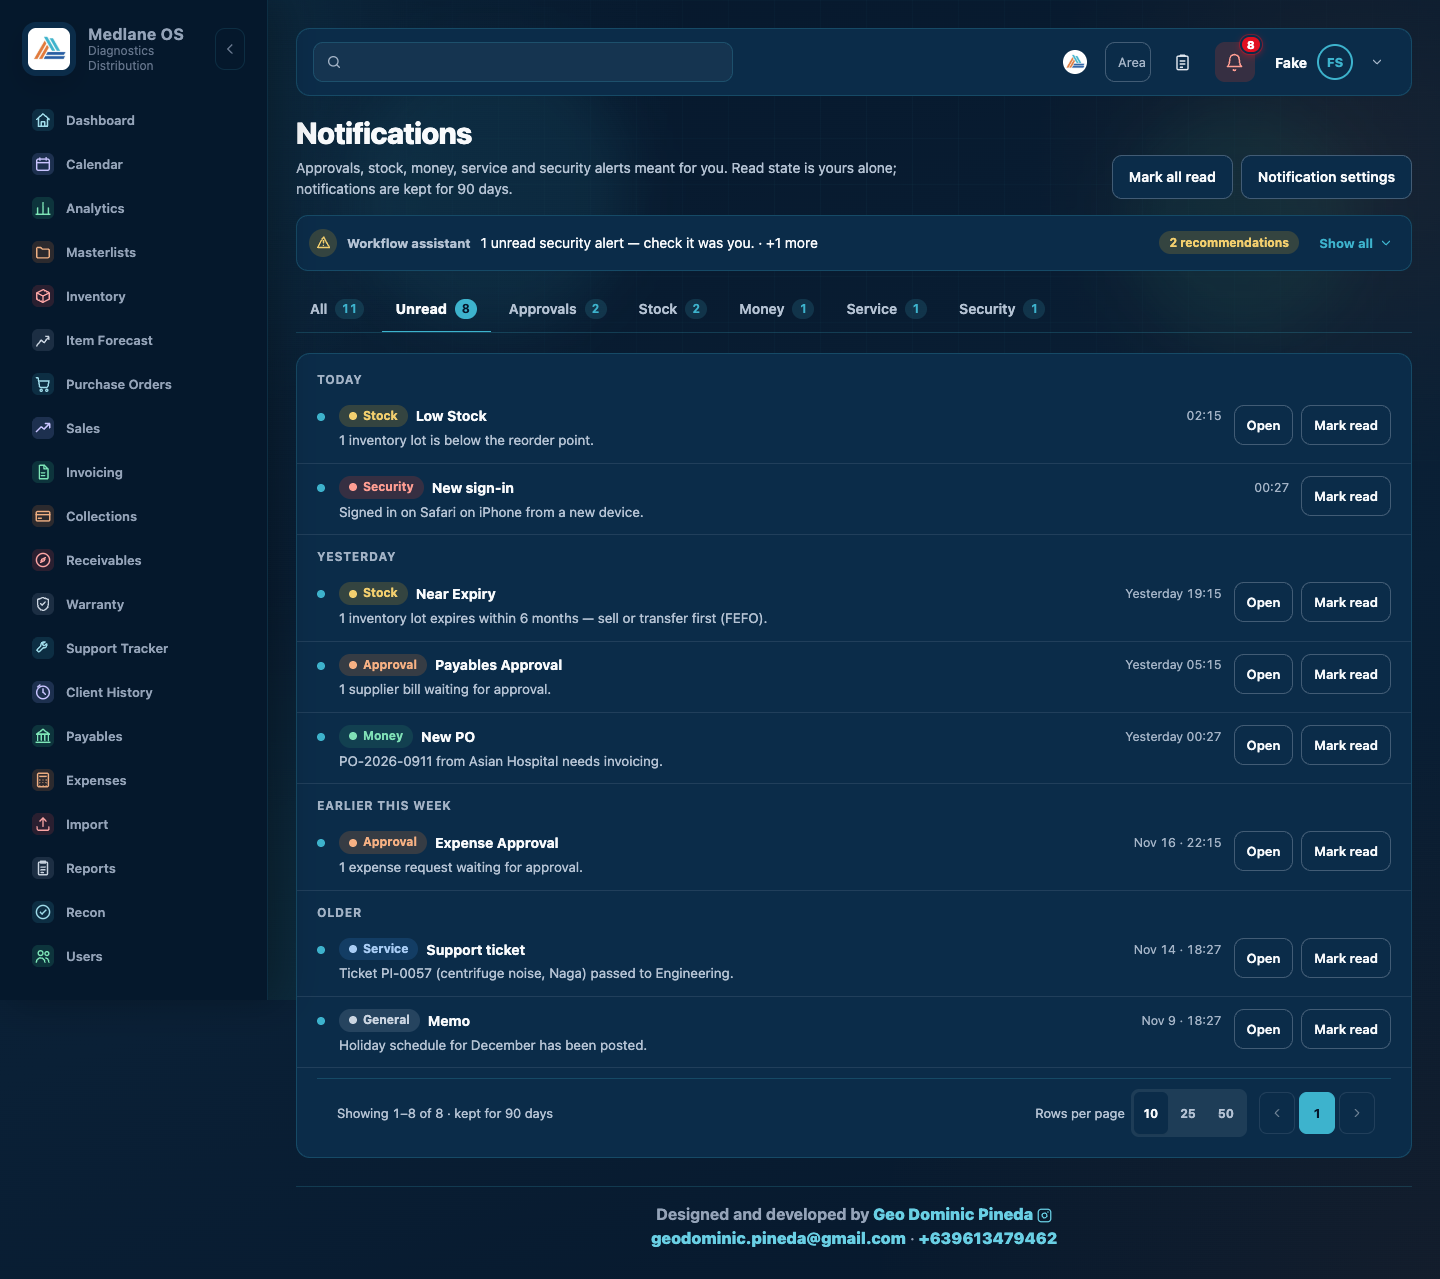 Medlane OS
Diagnostics
Distribution
Dashboard
Calendar
Analytics
Masterlists
Inventory
Item Forecast
Purchase Orders
Sales
Invoicing
Collections
Receivables
Warranty
Support Tracker
Client History
Payables
Expenses
Import
Reports
Recon
Users
Area
8
Fake
FS
Notifications
Approvals, stock, money, service and security alerts meant for you. Read state is yours alone;
notifications are kept for 90 days.
Mark all read
Notification settings
Workflow assistant 1 unread security alert — check it was you. · +1 more
2 recommendations
Show all
All 11
Unread 8
Approvals 2
Stock 2
Money 1
Service 1
Security 1
TODAY
Stock Low Stock 02:15 Open Mark read
1 inventory lot is below the reorder point.
Security New sign-in 00:27 Mark read
Signed in on Safari on iPhone from a new device.
YESTERDAY
Stock Near Expiry Yesterday 19:15 Open Mark read
1 inventory lot expires within 6 months — sell or transfer first (FEFO).
Approval Payables Approval Yesterday 05:15 Open Mark read
1 supplier bill waiting for approval.
Money New PO Yesterday 00:27 Open Mark read
PO-2026-0911 from Asian Hospital needs invoicing.
EARLIER THIS WEEK
Approval Expense Approval Nov 16 · 22:15 Open Mark read
1 expense request waiting for approval.
OLDER
Service Support ticket Nov 14 · 18:27 Open Mark read
Ticket PI-0057 (centrifuge noise, Naga) passed to Engineering.
General Memo Nov 9 · 18:27 Open Mark read
Holiday schedule for December has been posted.
Showing 1–8 of 8 · kept for 90 days
Rows per page 10 25 50 1
Designed and developed by Geo Dominic Pineda
geodominic.pineda@gmail.com · +639613479462